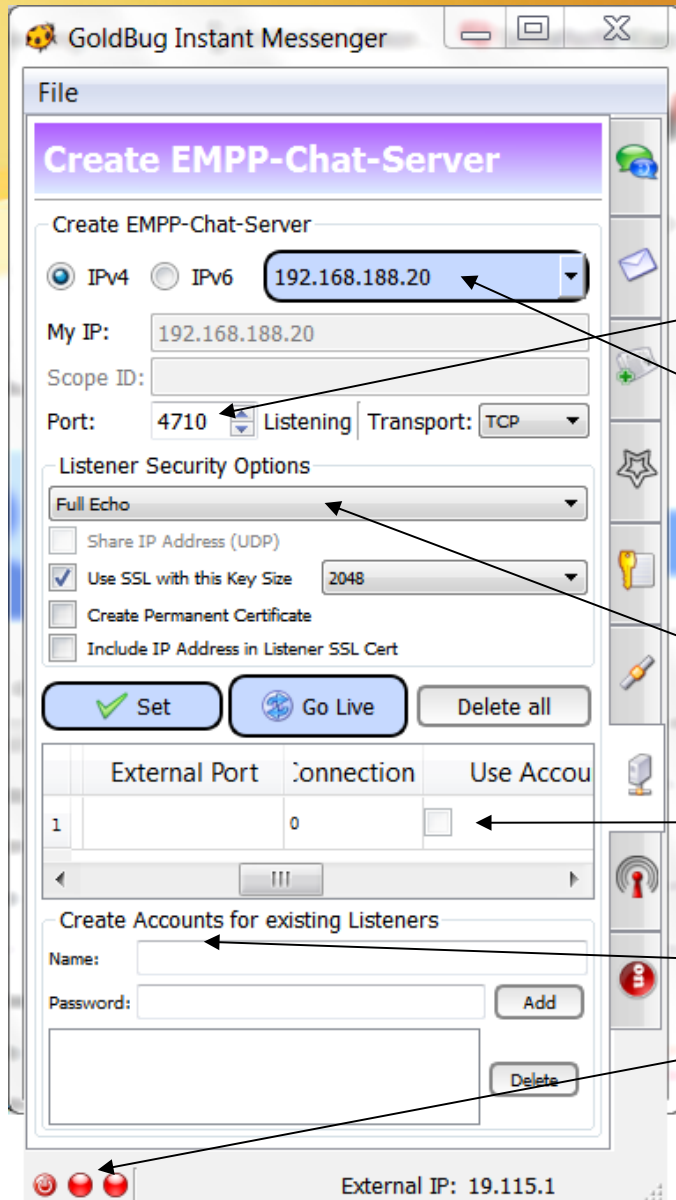 GoldBug Instant Messenger
File
Create EMPP-Chat-Server
Create EMPP-Chat-Server
IPv4 IPv6 192.168.188.20
My IP: 192.168.188.20
Scope ID:
Port: 4710 Listening Transport: TCP
Listener Security Options
Full Echo
Share IP Address (UDP)
Use SSL with this Key Size 2048
Create Permanent Certificate
Include IP Address in Listener SSL Cert
Set Go Live Delete all
External Port Connection Use Accou
1 0
Create Accounts for existing Listeners
Name:
Password: Add
Delete
on
External IP: 19.115.1